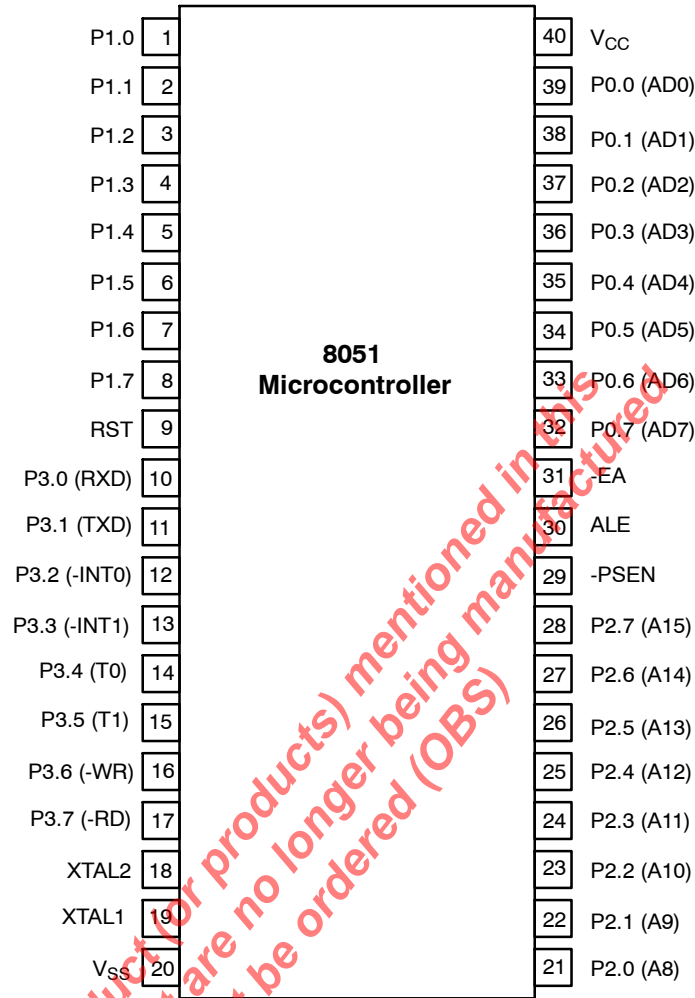 P1.0 1
P1.1 2
P1.2 3
P1.3 4
P1.4 5
P1.5 6
P1.6 7
P1.7 8
RST 9
P3.0 (RXD) 10
P3.1 (TXD) 11
P3.2 (-INT0) 12
P3.3 (-INT1) 13
P3.4 (T0) 14
P3.5 (T1) 15
P3.6 (-WR) 16
P3.7 (-RD) 17
XTAL2 18
XTAL1 19
VSS 20
8051
Microcontroller
40 VCC
39 P0.0 (AD0)
38 P0.1 (AD1)
37 P0.2 (AD2)
36 P0.3 (AD3)
35 P0.4 (AD4)
34 P0.5 (AD5)
33 P0.6 (AD6)
32 P0.7 (AD7)
31 -EA
30 ALE
29 -PSEN
28 P2.7 (A15)
27 P2.6 (A14)
26 P2.5 (A13)
25 P2.4 (A12)
24 P2.3 (A11)
23 P2.2 (A10)
22 P2.1 (A9)
21 P2.0 (A8)
(or products) mentioned in this
are no longer being manufactured
be ordered (OBS)